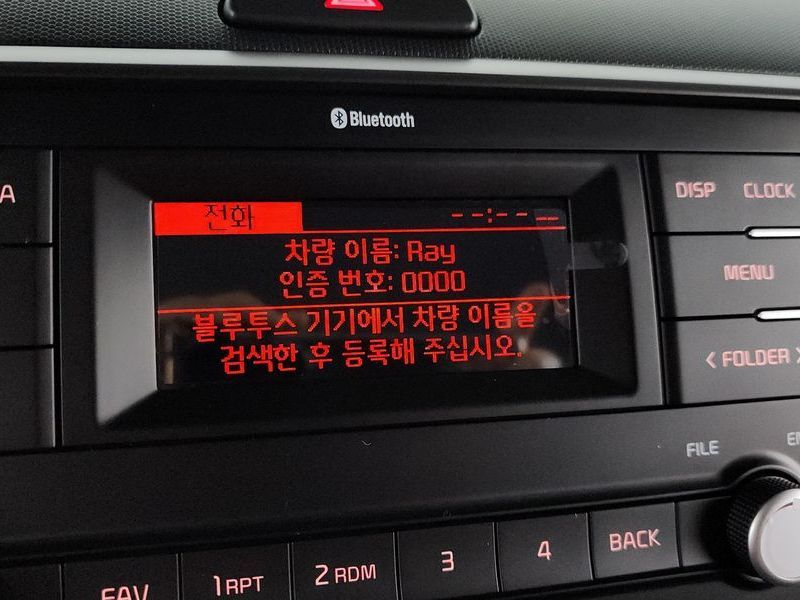 Bluetooth
A
DISP
CLOCK
전화
--:--
차량 이름: Ray
인증 번호: 0000
MENU
블루투스 기기에서 차량 이름을
검색한 후 등록해 주십시오.
< FOLDER >
FILE
FAV
1 RPT
2 RDM
3
4
BACK